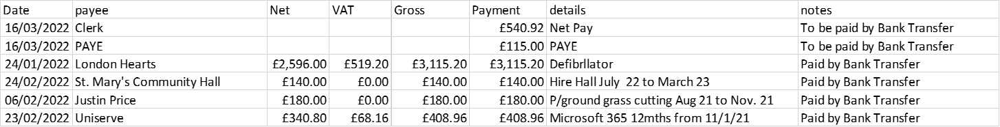 Date payee Net VAT Gross Payment details notes
16/03/2022 Clerk £540.92 Net Pay To be paid by Bank Transfer
16/03/2022 PAYE £115.00 PAYE To be paid by Bank Transfer
24/01/2022 London Hearts £2,596.00 £519.20 £3,115.20 £3,115.20 Defibrllator Paid by Bank Transfer
24/02/2022 St. Mary's Community Hall £140.00 £0.00 £140.00 £140.00 Hire Hall July 22 to March 23 Paid by Bank Transfer
06/02/2022 Justin Price £180.00 £0.00 £180.00 £180.00 P/ground grass cutting Aug 21 to Nov. 21 Paid by Bank Transfer
23/02/2022 Uniserve £340.80 £68.16 £408.96 £408.96 Microsoft 365 12mths from 11/1/21 Paid by Bank Transfer